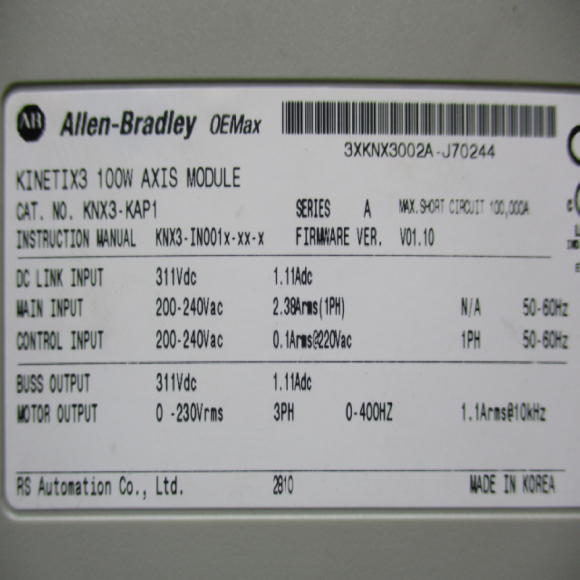 AB Allen-Bradley OEMax
3XKNX3002A-J70244
KINETIX3 100W AXIS MODULE
CAT. NO. KNX3-KAP1 SERIES A MAX.SHORT CIRCUIT 100,000A
INSTRUCTION MANUAL KNX3-IN001x-xx-x FIRMWARE VER. V01.10
DC LINK INPUT 311Vdc 1.11Adc
MAIN INPUT 200-240Vac 2.38Arms(1PH) N/A 50-60Hz
CONTROL INPUT 200-240Vac 0.1Arms@220Vac 1PH 50-60Hz
BUSS OUTPUT 311Vdc 1.11Adc
MOTOR OUTPUT 0 -230Vrms 3PH 0-400HZ 1.1Arms@10kHz
RS Automation Co., Ltd. 2810 MADE IN KOREA